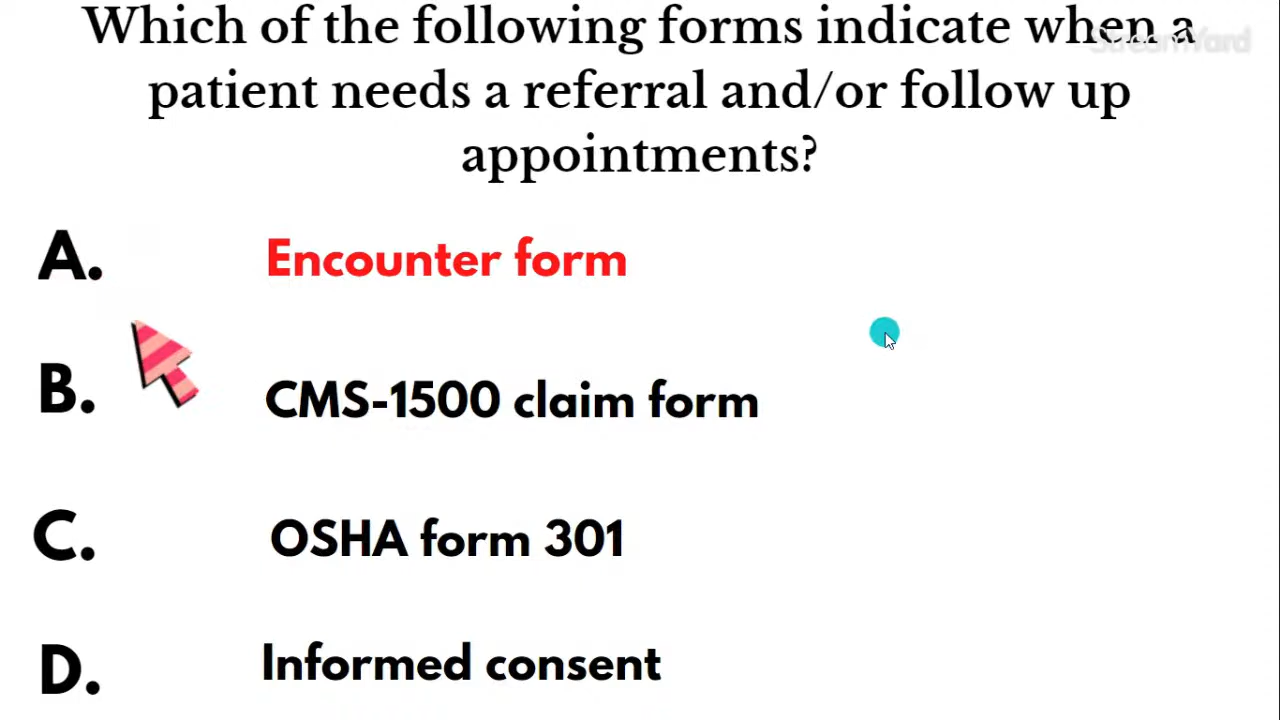 Which of the following forms indicate when a
StreamYard
patient needs a referral and/or follow up
appointments?
A. Encounter form
B. CMS-1500 claim form
C. OSHA form 301
D. Informed consent